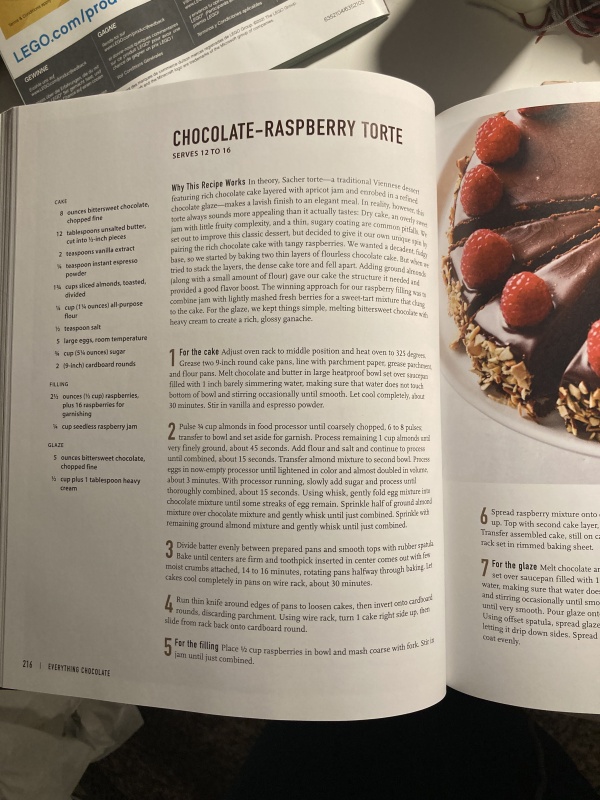 LEGO.com/prod
GEWINNE
GANE
CHOCOLATE-RASPBERRY TORTE
SERVES 12 TO 16
CAKE
8 ounces bittersweet chocolate,
chopped fine
12 tablespoons unsalted butter,
cut into ½-inch pieces
2 teaspoons vanilla extract
¼ teaspoon instant espresso
powder
1¾ cups sliced almonds, toasted,
divided
¼ cup (1¼ ounces) all-purpose
flour
½ teaspoon salt
5 large eggs, room temperature
¾ cup (5¼ ounces) sugar
2 (9-inch) cardboard rounds
FILLING
2½ ounces (½ cup) raspberries,
plus 16 raspberries for
garnishing
¼ cup seedless raspberry jam
GLAZE
5 ounces bittersweet chocolate,
chopped fine
½ cup plus 1 tablespoon heavy
cream
Why This Recipe Works In theory, Sacher torte—a traditional Viennese dessert
featuring rich chocolate cake layered with apricot jam and enrobed in a refined
chocolate glaze—makes a lavish finish to an elegant meal. In reality, however, this
torte always sounds more appealing than it actually tastes: Dry cake, an overly sweet
jam with little fruity complexity, and a thin, sugary coating are common pitfalls. We
set out to improve this classic dessert, but decided to give it our own unique spin by
pairing the rich chocolate cake with tangy raspberries. We wanted a decadent, fudgy
base, so we started by baking two thin layers of flourless chocolate cake. But when we
tried to stack the layers, the dense cake tore and fell apart. Adding ground almonds
(along with a small amount of flour) gave our cake the structure it needed and
provided a good flavor boost. The winning approach for our raspberry filling was to
combine jam with lightly mashed fresh berries for a sweet-tart mixture that clung
to the cake. For the glaze, we kept things simple, melting bittersweet chocolate with
heavy cream to create a rich, glossy ganache.
1 For the cake Adjust oven rack to middle position and heat oven to 325 degrees.
Grease two 9-inch round cake pans, line with parchment paper, grease parchment,
and flour pans. Melt chocolate and butter in large heatproof bowl set over saucepan
filled with 1 inch barely simmering water, making sure that water does not touch
bottom of bowl and stirring occasionally until smooth. Let cool completely, about
30 minutes. Stir in vanilla and espresso powder.
2 Pulse ¾ cup almonds in food processor until coarsely chopped, 6 to 8 pulses;
transfer to bowl and set aside for garnish. Process remaining 1 cup almonds until
very finely ground, about 45 seconds. Add flour and salt and continue to process
until combined, about 15 seconds. Transfer almond mixture to second bowl. Process
eggs in now-empty processor until lightened in color and almost doubled in volume,
about 3 minutes. With processor running, slowly add sugar and process until
thoroughly combined, about 15 seconds. Using whisk, gently fold egg mixture into
chocolate mixture until some streaks of egg remain. Sprinkle half of ground almond
mixture over chocolate mixture and gently whisk until just combined. Sprinkle with
remaining ground almond mixture and gently whisk until just combined.
3 Divide batter evenly between prepared pans and smooth tops with rubber spatula.
Bake until centers are firm and toothpick inserted in center comes out with few
moist crumbs attached, 14 to 16 minutes, rotating pans halfway through baking. Let
cakes cool completely in pans on wire rack, about 30 minutes.
4 Run thin knife around edges of pans to loosen cakes, then invert onto cardboard
rounds, discarding parchment. Using wire rack, turn 1 cake right side up, then
slide from rack back onto cardboard round.
5 For the filling Place ½ cup raspberries in bowl and mash coarse with fork. Stir in
jam until just combined.
216 | EVERYTHING CHOCOLATE
6 Spread raspberry mixture onto
up. Top with second cake layer,
Transfer assembled cake, still on ca
rack set in rimmed baking sheet.
7 For the glaze Melt chocolate an
set over saucepan filled with 1
water, making sure that water does
and stirring occasionally until smo
until very smooth. Pour glaze onto
Using offset spatula, spread glaze
letting it drip down sides. Spread
coat evenly.